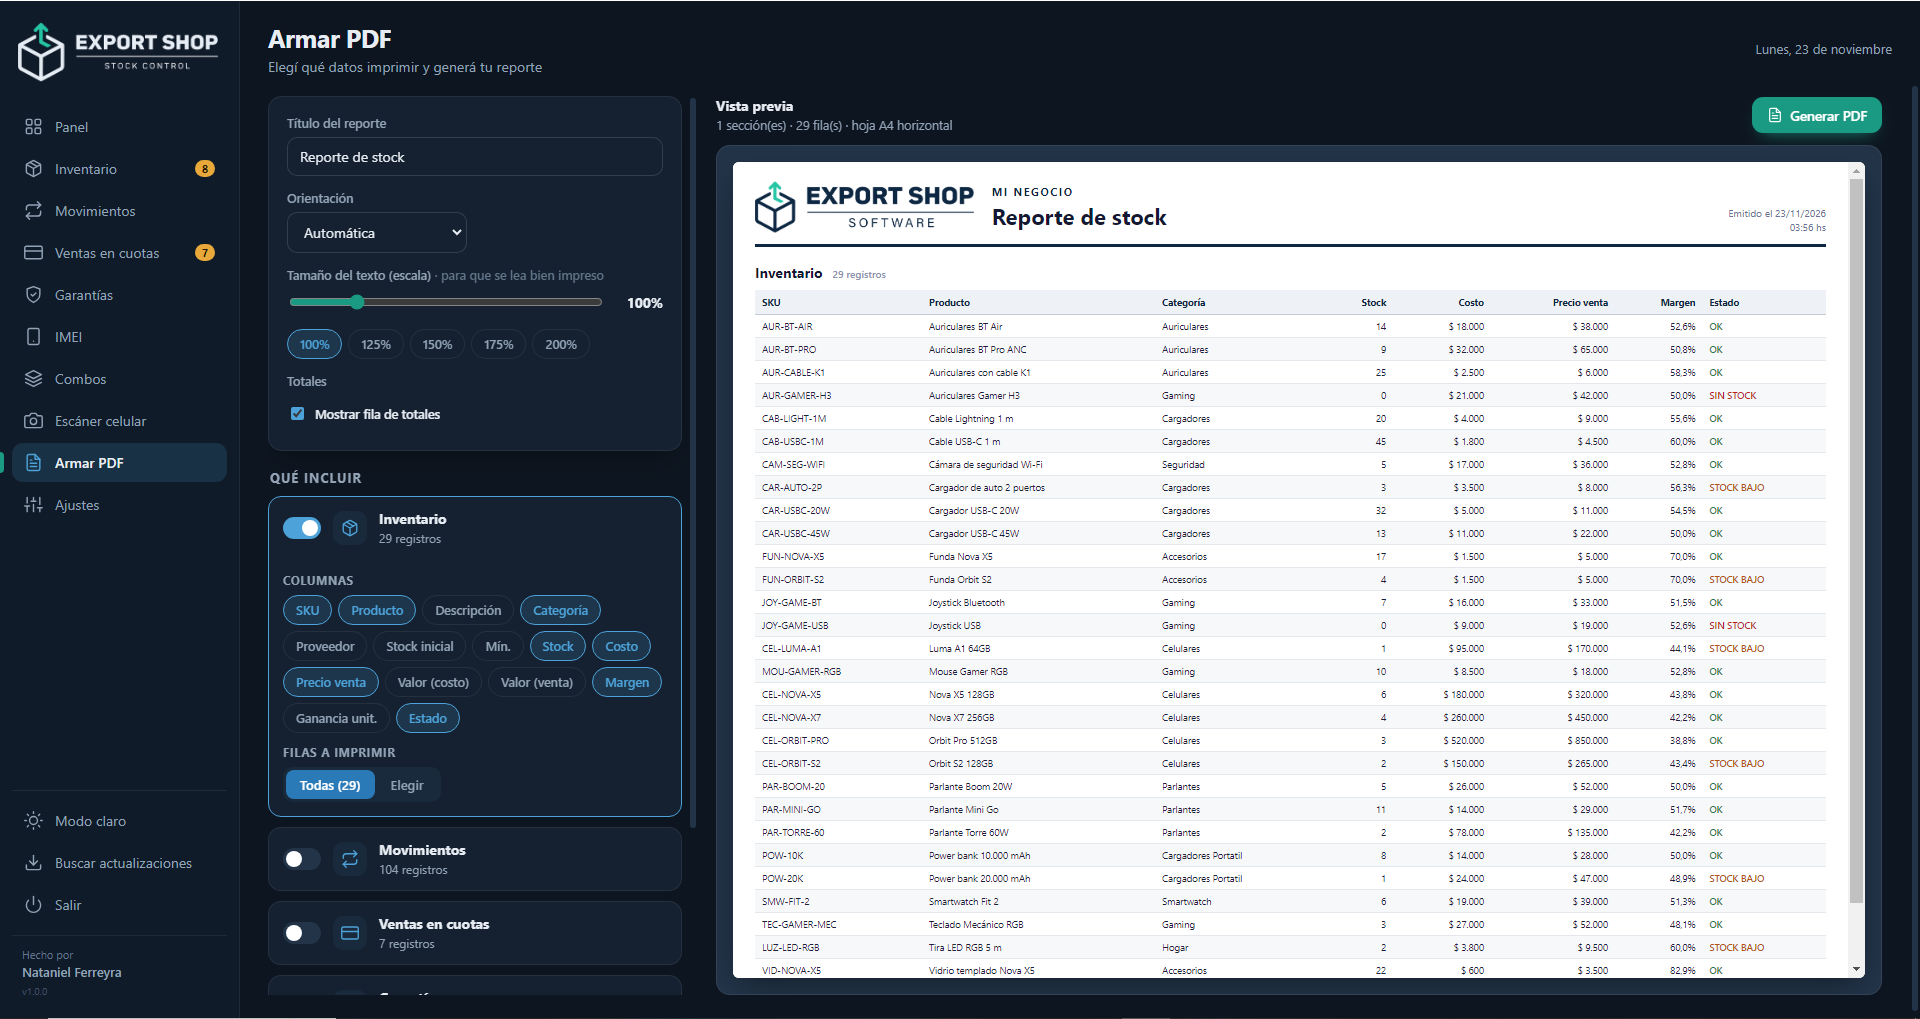 EXPORT SHOP
STOCK CONTROL
Panel
Inventario 8
Movimientos
Ventas en cuotas 7
Garantías
IMEI
Combos
Escáner celular
Armar PDF
Ajustes
Modo claro
Buscar actualizaciones
Salir
Hecho por
Nataniel Ferreyra
v1.0.0
Armar PDF
Elegí qué datos imprimir y generá tu reporte
Lunes, 23 de noviembre
Título del reporte
Reporte de stock
Orientación
Automática
Tamaño del texto (escala) · para que se lea bien impreso
100%
100% 125% 150% 175% 200%
Totales
Mostrar fila de totales
QUÉ INCLUIR
Inventario
29 registros
COLUMNAS
SKU Producto Descripción Categoría
Proveedor Stock inicial Mín. Stock Costo
Precio venta Valor (costo) Valor (venta) Margen
Ganancia unit. Estado
FILAS A IMPRIMIR
Todas (29) Elegir
Movimientos
104 registros
Ventas en cuotas
7 registros
Vista previa
1 sección(es) · 29 fila(s) · hoja A4 horizontal
Generar PDF
EXPORT SHOP
SOFTWARE
MI NEGOCIO
Reporte de stock
Emitido el 23/11/2026
03:56 hs
Inventario 29 registros
SKU Producto Categoría Stock Costo Precio venta Margen Estado
AUR-BT-AIR Auriculares BT Air Auriculares 14 $ 18.000 $ 38.000 52,6% OK
AUR-BT-PRO Auriculares BT Pro ANC Auriculares 9 $ 32.000 $ 65.000 50,8% OK
AUR-CABLE-K1 Auriculares con cable K1 Auriculares 25 $ 2.500 $ 6.000 58,3% OK
AUR-GAMER-H3 Auriculares Gamer H3 Gaming 0 $ 21.000 $ 42.000 50,0% SIN STOCK
CAB-LIGHT-1M Cable Lightning 1 m Cargadores 20 $ 4.000 $ 9.000 55,6% OK
CAB-USBC-1M Cable USB-C 1 m Cargadores 45 $ 1.800 $ 4.500 60,0% OK
CAM-SEG-WIFI Cámara de seguridad Wi-Fi Seguridad 5 $ 17.000 $ 36.000 52,8% OK
CAR-AUTO-2P Cargador de auto 2 puertos Cargadores 3 $ 3.500 $ 8.000 56,3% STOCK BAJO
CAR-USBC-20W Cargador USB-C 20W Cargadores 32 $ 5.000 $ 11.000 54,5% OK
CAR-USBC-45W Cargador USB-C 45W Cargadores 13 $ 11.000 $ 22.000 50,0% OK
FUN-NOVA-X5 Funda Nova X5 Accesorios 17 $ 1.500 $ 5.000 70,0% OK
FUN-ORBIT-S2 Funda Orbit S2 Accesorios 4 $ 1.500 $ 5.000 70,0% STOCK BAJO
JOY-GAME-BT Joystick Bluetooth Gaming 7 $ 16.000 $ 33.000 51,5% OK
JOY-GAME-USB Joystick USB Gaming 0 $ 9.000 $ 19.000 52,6% SIN STOCK
CEL-LUMA-A1 Luma A1 64GB Celulares 1 $ 95.000 $ 170.000 44,1% STOCK BAJO
MOU-GAMER-RGB Mouse Gamer RGB Gaming 10 $ 8.500 $ 18.000 52,8% OK
CEL-NOVA-X5 Nova X5 128GB Celulares 6 $ 180.000 $ 320.000 43,8% OK
CEL-NOVA-X7 Nova X7 256GB Celulares 4 $ 260.000 $ 450.000 42,2% OK
CEL-ORBIT-PRO Orbit Pro 512GB Celulares 3 $ 520.000 $ 850.000 38,8% OK
CEL-ORBIT-S2 Orbit S2 128GB Celulares 2 $ 150.000 $ 265.000 43,4% STOCK BAJO
PAR-BOOM-20 Parlante Boom 20W Parlantes 5 $ 26.000 $ 52.000 50,0% OK
PAR-MINI-GO Parlante Mini Go Parlantes 11 $ 14.000 $ 29.000 51,7% OK
PAR-TORRE-60 Parlante Torre 60W Parlantes 2 $ 78.000 $ 135.000 42,2% OK
POW-10K Power bank 10.000 mAh Cargadores Portatil 8 $ 14.000 $ 28.000 50,0% OK
POW-20K Power bank 20.000 mAh Cargadores Portatil 1 $ 24.000 $ 47.000 48,9% STOCK BAJO
SMW-FIT-2 Smartwatch Fit 2 Smartwatch 6 $ 19.000 $ 39.000 51,3% OK
TEC-GAMER-MEC Teclado Mecánico RGB Gaming 3 $ 27.000 $ 52.000 48,1% OK
LUZ-LED-RGB Tira LED RGB 5 m Hogar 2 $ 3.800 $ 9.500 60,0% STOCK BAJO
VID-NOVA-X5 Vidrio templado Nova X5 Accesorios 22 $ 600 $ 3.500 82,9% OK